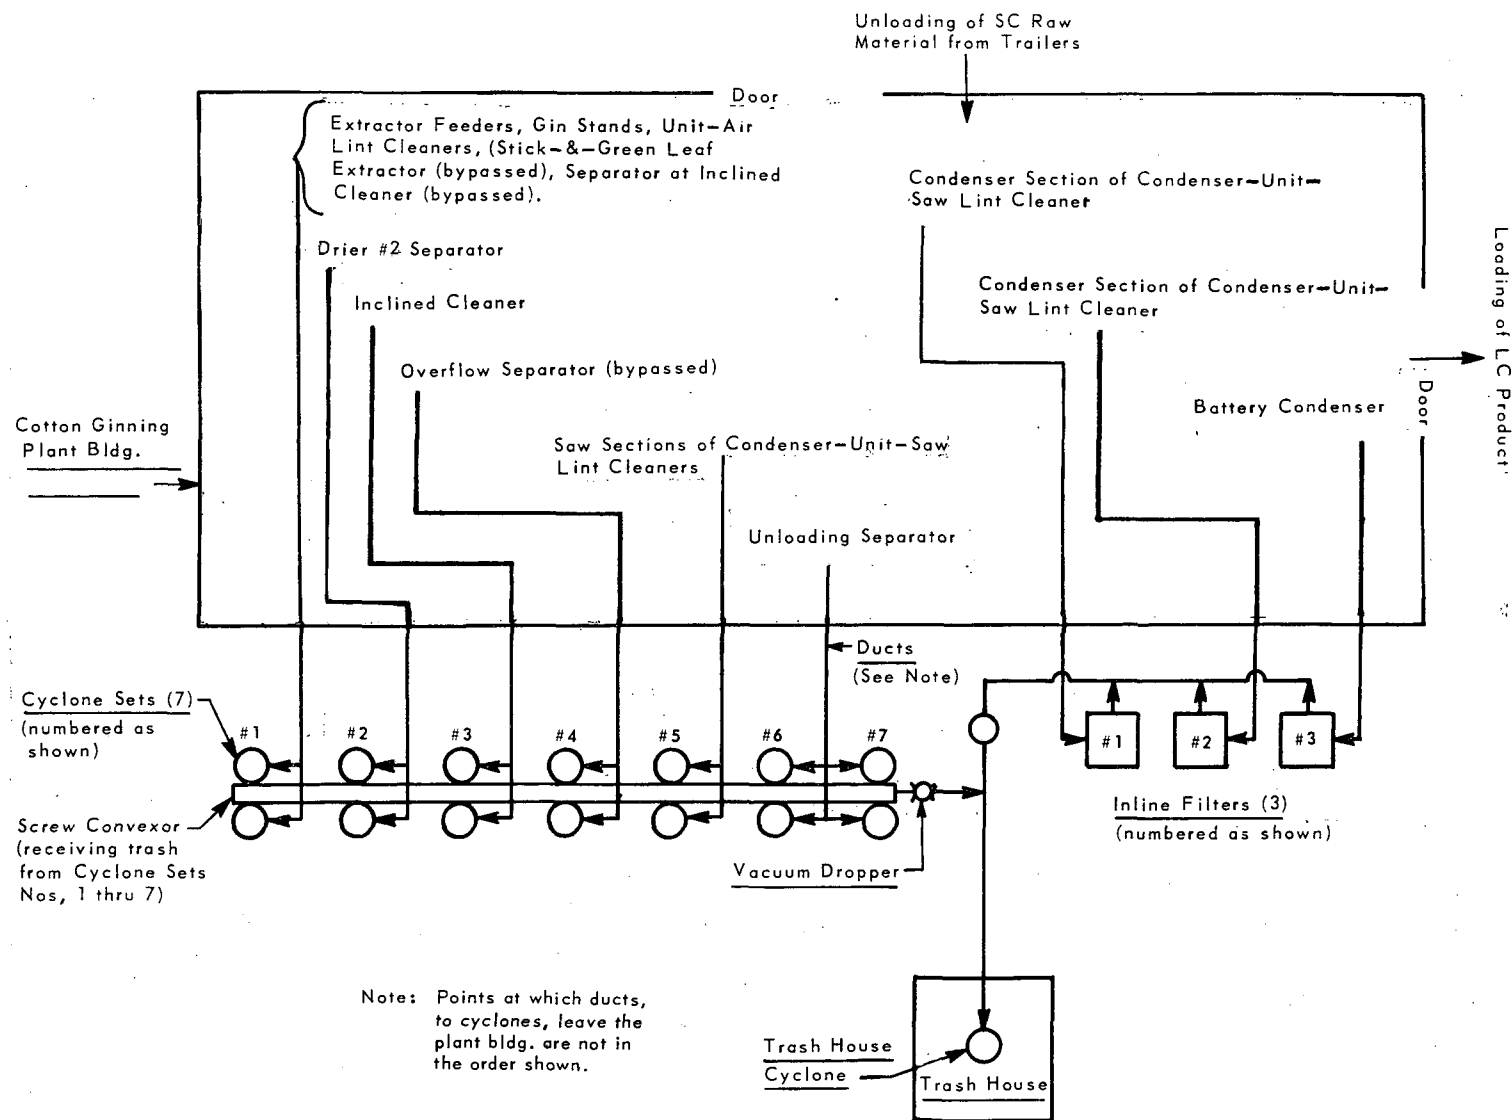 Unloading of SC Raw
Material from Trailers
Door
Extractor Feeders, Gin Stands, Unit-Air
Lint Cleaners, (Stick-&-Green Leaf
Extractor (bypassed), Separator at Inclined
Cleaner (bypassed).
Condenser Section of Condenser-Unit-
Saw Lint Cleaner
Drier #2 Separator
Condenser Section of Condenser-Unit-
Saw Lint Cleaner
Inclined Cleaner
Loading of LC Product
Overflow Separator (bypassed)
Door
Battery Condenser
Cotton Ginning
Plant Bldg.
Saw Sections of Condenser-Unit-Saw
Lint Cleaners
Unloading Separator
Ducts
(See Note)
Cyclone Sets (7)
(numbered as
shown)
#1 #2 #3 #4 #5 #6 #7
#1 #2 #3
Inline Filters (3)
(numbered as shown)
Screw Convexor
(receiving trash
from Cyclone Sets
Nos, 1 thru 7)
Vacuum Dropper
Note: Points at which ducts,
to cyclones, leave the
plant bldg. are not in
the order shown.
Trash House
Cyclone
Trash House